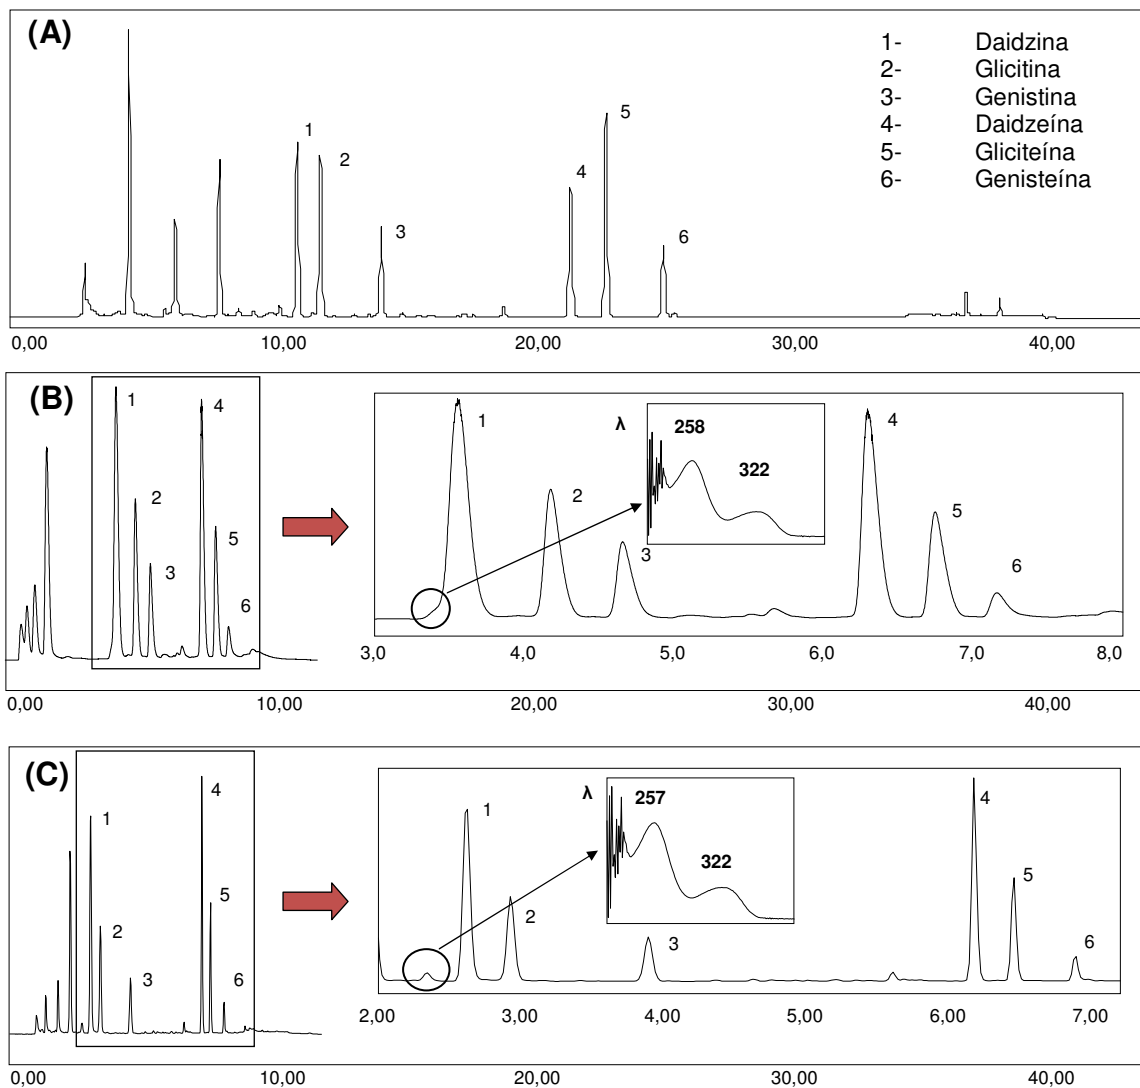 (A)
1- Daidzina
2- Glicitina
3- Genistina
4- Daidzeína
5- Gliciteína
6- Genisteína
1
2
3
4
5
6
0,00 10,00 20,00 30,00 40,00
(B)
1
2
3
4
5
6
1
2
3
4
5
6
λ 258
322
3,0 4,0 5,0 6,0 7,0 8,0
0,00 10,00 20,00 30,00 40,00
(C)
1
2
3
4
5
6
1
2
3
4
5
6
λ 257
322
2,00 3,00 4,00 5,00 6,00 7,00
0,00 10,00 20,00 30,00 40,00